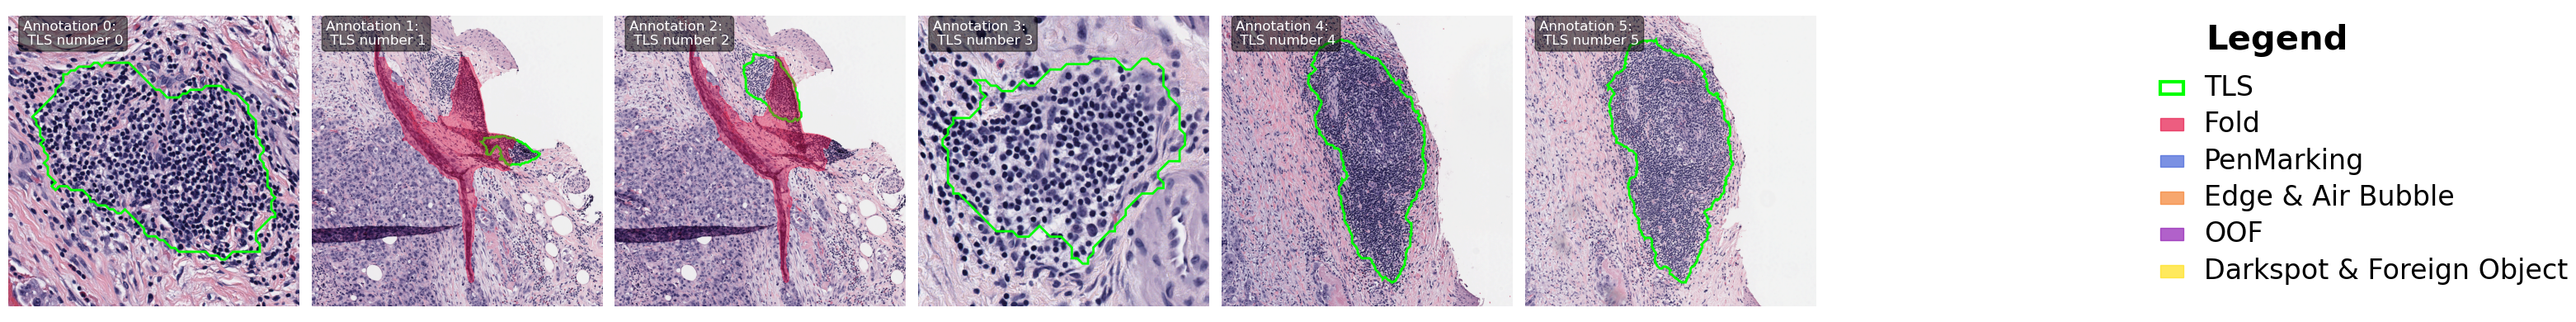 Annotation 0:
TLS number 0
Annotation 1:
TLS number 1
Annotation 2:
TLS number 2
Annotation 3:
TLS number 3
Annotation 4:
TLS number 4
Annotation 5:
TLS number 5
Legend
TLS
Fold
PenMarking
Edge & Air Bubble
OOF
Darkspot & Foreign Object